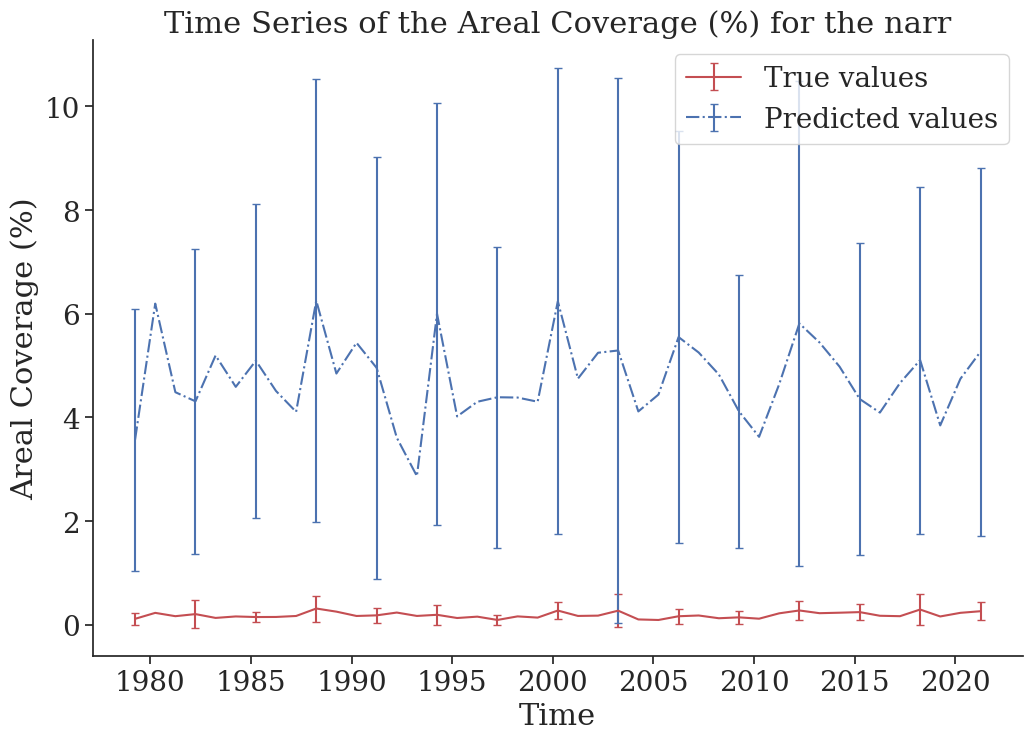 Time Series of the Areal Coverage (%) for the narr
True values
Predicted values
Areal Coverage (%)
10
8
6
4
2
0
1980 1985 1990 1995 2000 2005 2010 2015 2020
Time